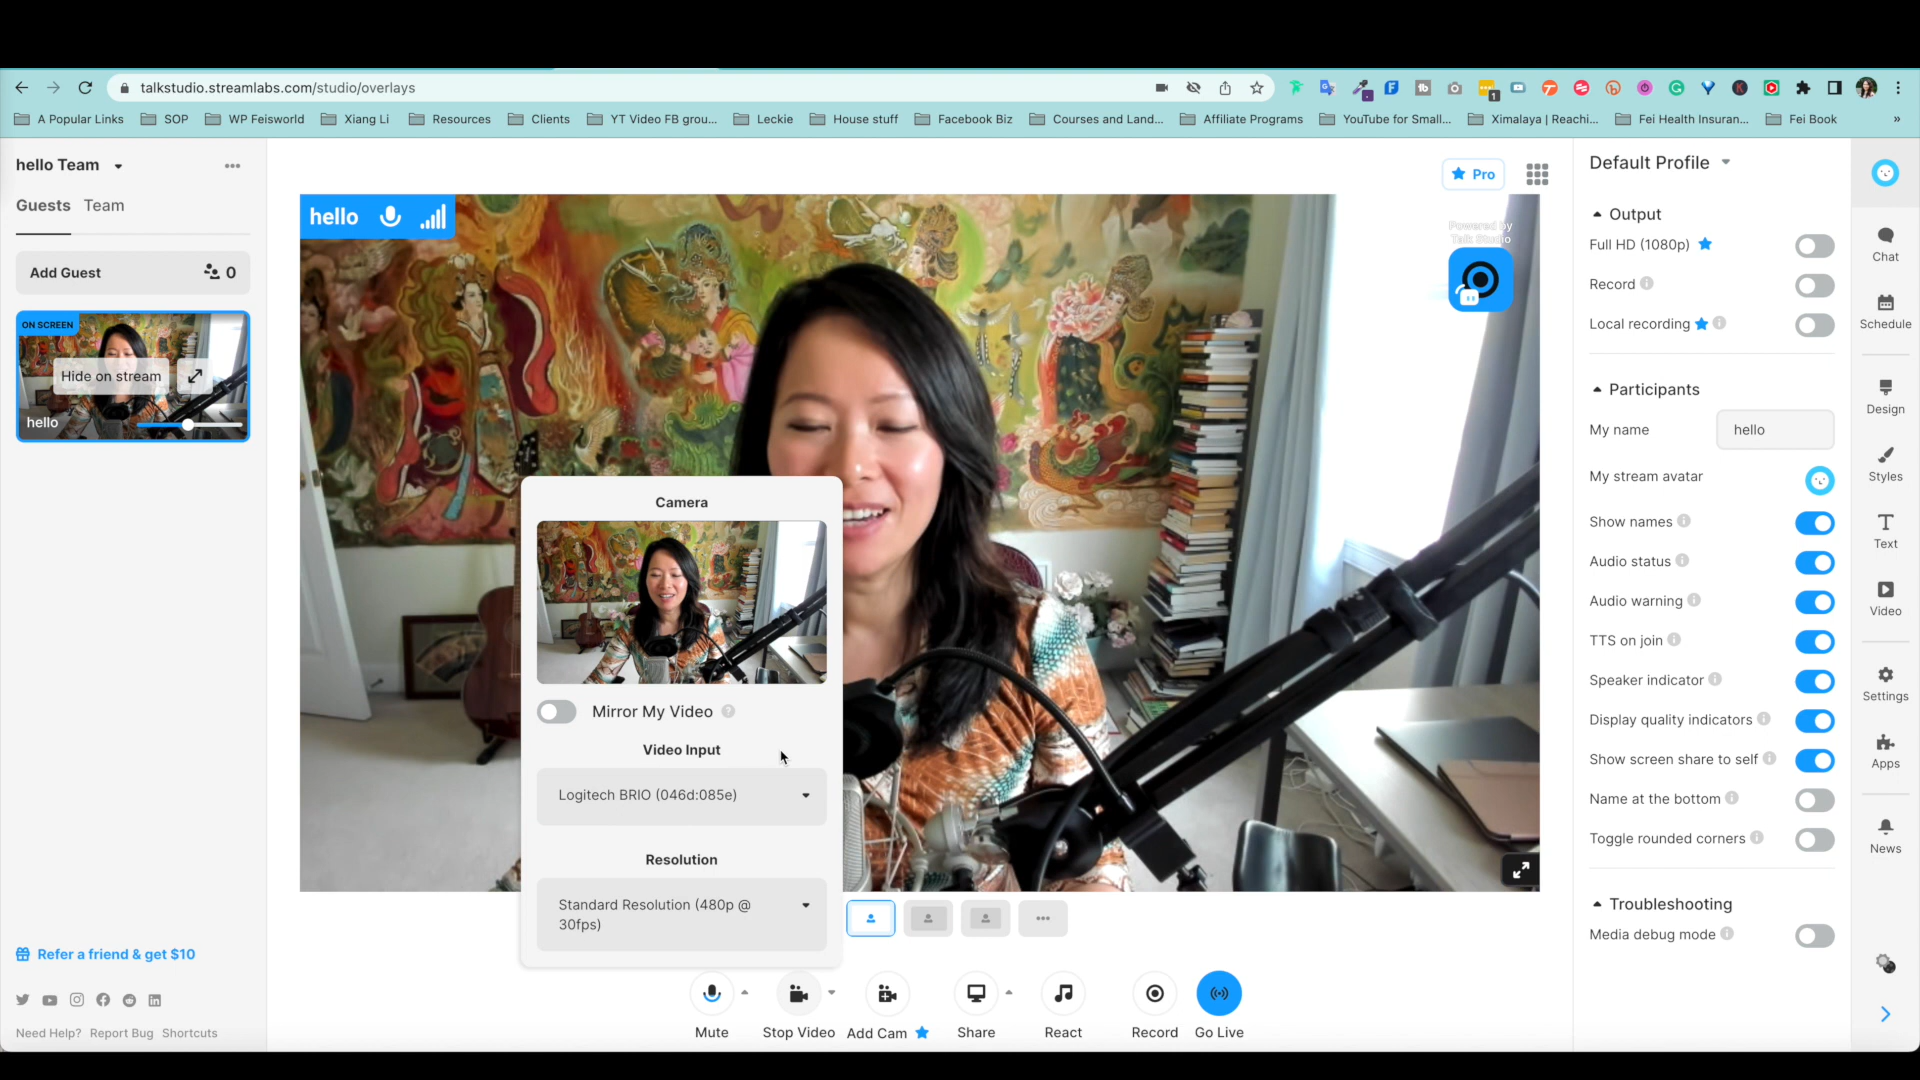 talkstudio.streamlabs.com/studio/overlays
1
A Popular Links
SOP
WP Feisworld
Xiang Li
Resources
Clients
YT Video FB grou...
Leckie
House stuff
Facebook Biz
Courses and Land...
Affiliate Programs
YouTube for Small...
Ximalaya | Reachi...
Fei Health Insuran...
Fei Book
»
hello Team
Guests
Team
Add Guest
0
ON SCREEN
Hide on stream
hello
Refer a friend & get $10
Need Help?
Report Bug
Shortcuts
Pro
hello
Powered by
Talk Studio
Camera
Mirror My Video
Video Input
Logitech BRIO (046d:085e)
Resolution
Standard Resolution (480p @
30fps)
Mute
Stop Video
Add Cam
Share
React
Record
Go Live
Default Profile
Output
Full HD (1080p)
Record
Local recording
Participants
My name
hello
My stream avatar
Show names
Audio status
Audio warning
TTS on join
Speaker indicator
Display quality indicators
Show screen share to self
Name at the bottom
Toggle rounded corners
Troubleshooting
Media debug mode
Chat
Schedule
Design
Styles
Text
Video
Settings
Apps
News